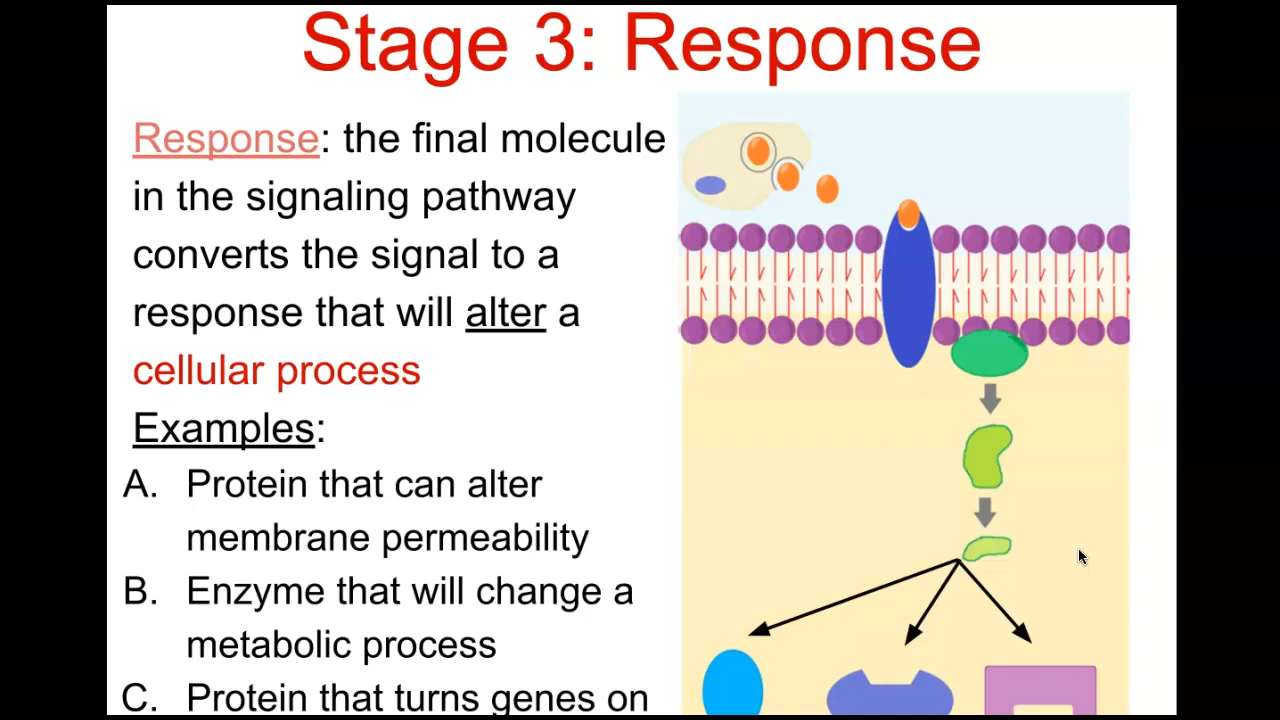 Stage 3: Response
Response: the final molecule
in the signaling pathway
converts the signal to a
response that will alter a
cellular process
Examples:
A. Protein that can alter
membrane permeability
B. Enzyme that will change a
metabolic process
C. Protein that turns genes on